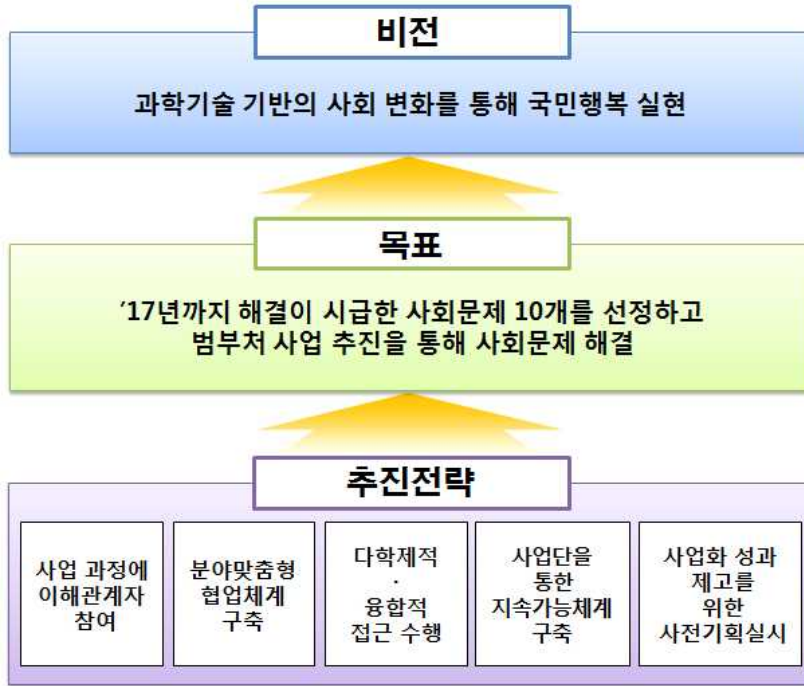 비전
과학기술 기반의 사회 변화를 통해 국민행복 실현
목표
′17년까지 해결이 시급한 사회문제 10개를 선정하고
범부처 사업 추진을 통해 사회문제 해결
추진전략
사업 과정에
이해관계자
참여
분야맞춤형
협업체계
구축
다학제적
·
융합적
접근 수행
사업단을
통한
지속가능체계
구축
사업화 성과
제고를
위한
사전기획실시